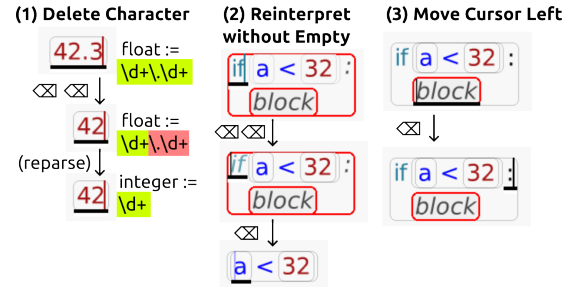 (1) Delete Character
42.3
float :=
\d+\.\d+
⌫ ⌫
42
float :=
\d+\.\d+
(reparse)
42
integer :=
\d+
(2) Reinterpret
without Empty
if a < 32 :
block
⌫ ⌫
if a < 32 :
block
⌫
a < 32
(3) Move Cursor Left
if a < 32 :
block
⌫
if a < 32 :
block